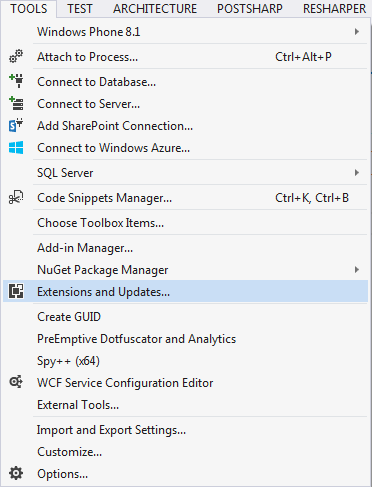 TOOLS TEST ARCHITECTURE POSTSHARP RESHARPER
Windows Phone 8.1
Attach to Process... Ctrl+Alt+P
Connect to Database...
Connect to Server...
Add SharePoint Connection...
Connect to Windows Azure...
SQL Server
Code Snippets Manager... Ctrl+K, Ctrl+B
Choose Toolbox Items...
Add-in Manager...
NuGet Package Manager
Extensions and Updates...
Create GUID
PreEmptive Dotfuscator and Analytics
Spy++ (x64)
WCF Service Configuration Editor
External Tools...
Import and Export Settings...
Customize...
Options...